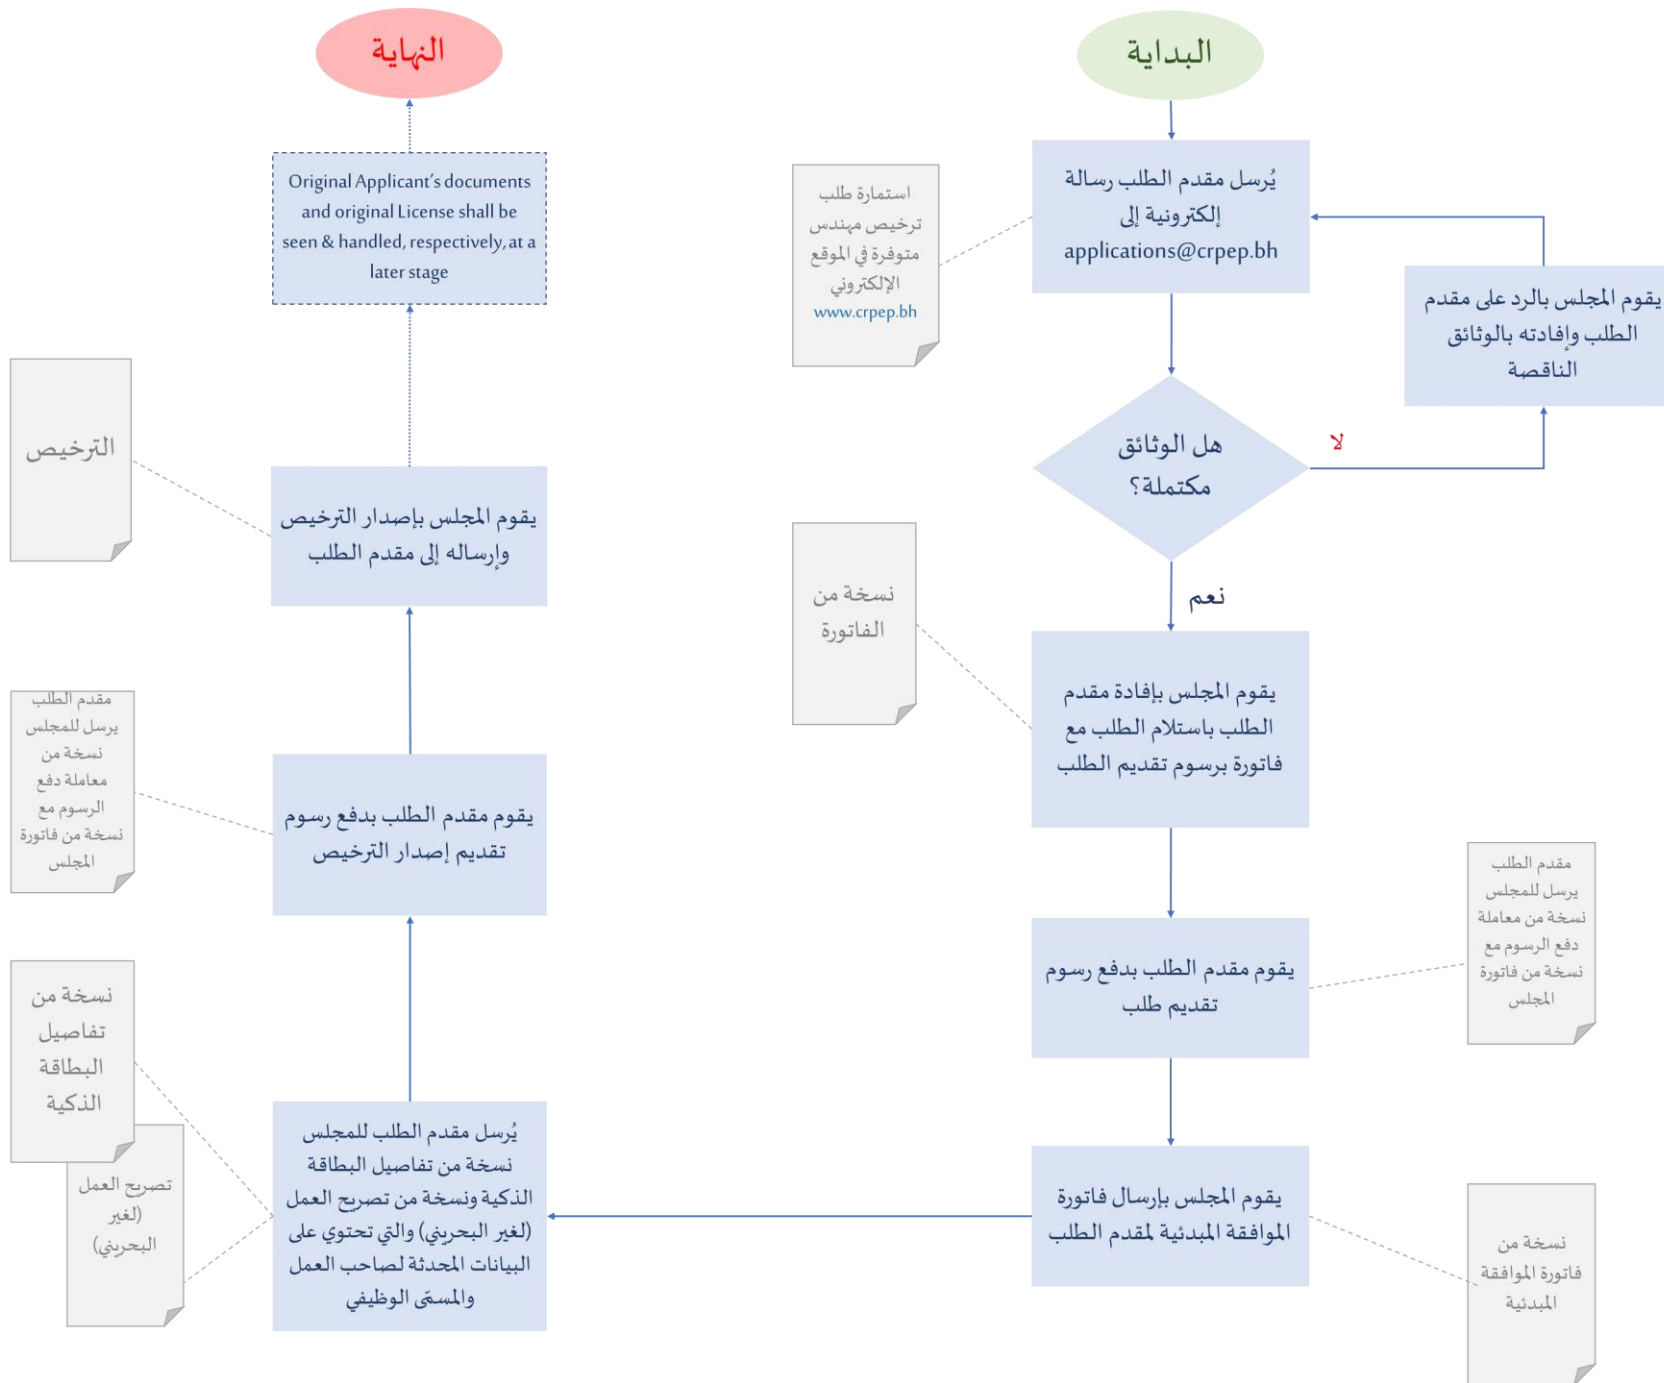 البداية
يُرسل مقدم الطلب رسالة
إلكترونية إلى
applications@crpep.bh
استمارة طلب
ترخيص مهندس
متوفرة في الموقع
الإلكتروني
www.crpep.bh
هل الوثائق
مكتملة؟
لا
يقوم المجلس بالرد على مقدم
الطلب وإفادته بالوثائق
الناقصة
نعم
يقوم المجلس بإفادة مقدم
الطلب باستلام الطلب مع
فاتورة برسوم تقديم الطلب
نسخة من
الفاتورة
يقوم مقدم الطلب بدفع رسوم
تقديم طلب
مقدم الطلب
يرسل للمجلس
نسخة من معاملة
دفع الرسوم مع
نسخة من فاتورة
المجلس
يقوم المجلس بإرسال فاتورة
الموافقة المبدئية لمقدم الطلب
نسخة من
فاتورة الموافقة
المبدئية
يُرسل مقدم الطلب للمجلس
نسخة من تفاصيل البطاقة
الذكية ونسخة من تصريح العمل
(لغير البحريني) والتي تحتوي على
البيانات المحدثة لصاحب العمل
والمسمّى الوظيفي
نسخة من
تفاصيل
البطاقة
الذكية
تصريح العمل
(لغير
البحريني)
يقوم مقدم الطلب بدفع رسوم
تقديم إصدار الترخيص
مقدم الطلب
يرسل للمجلس
نسخة من
معاملة دفع
الرسوم مع
نسخة من فاتورة
المجلس
يقوم المجلس بإصدار الترخيص
وإرساله إلى مقدم الطلب
الترخيص
Original Applicant's documents
and original License shall be
seen & handled, respectively, at a
later stage
النهاية